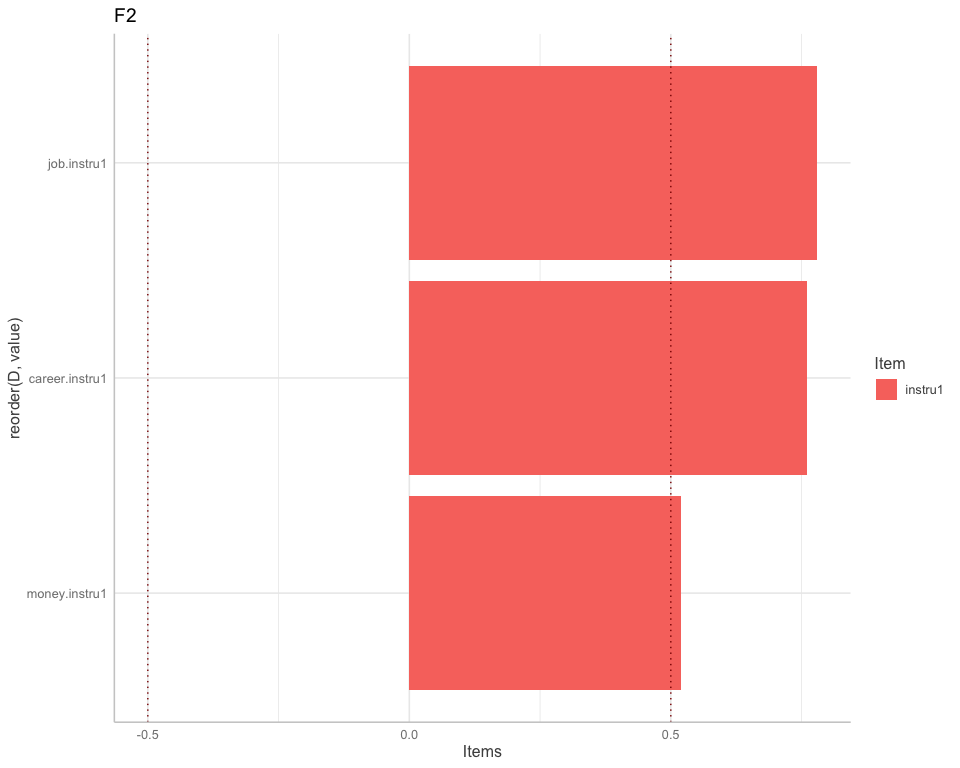 F2
reorder(D, value)
job.instru1
career.instru1
money.instru1
-0.5
0.0
0.5
Items
Item
instru1